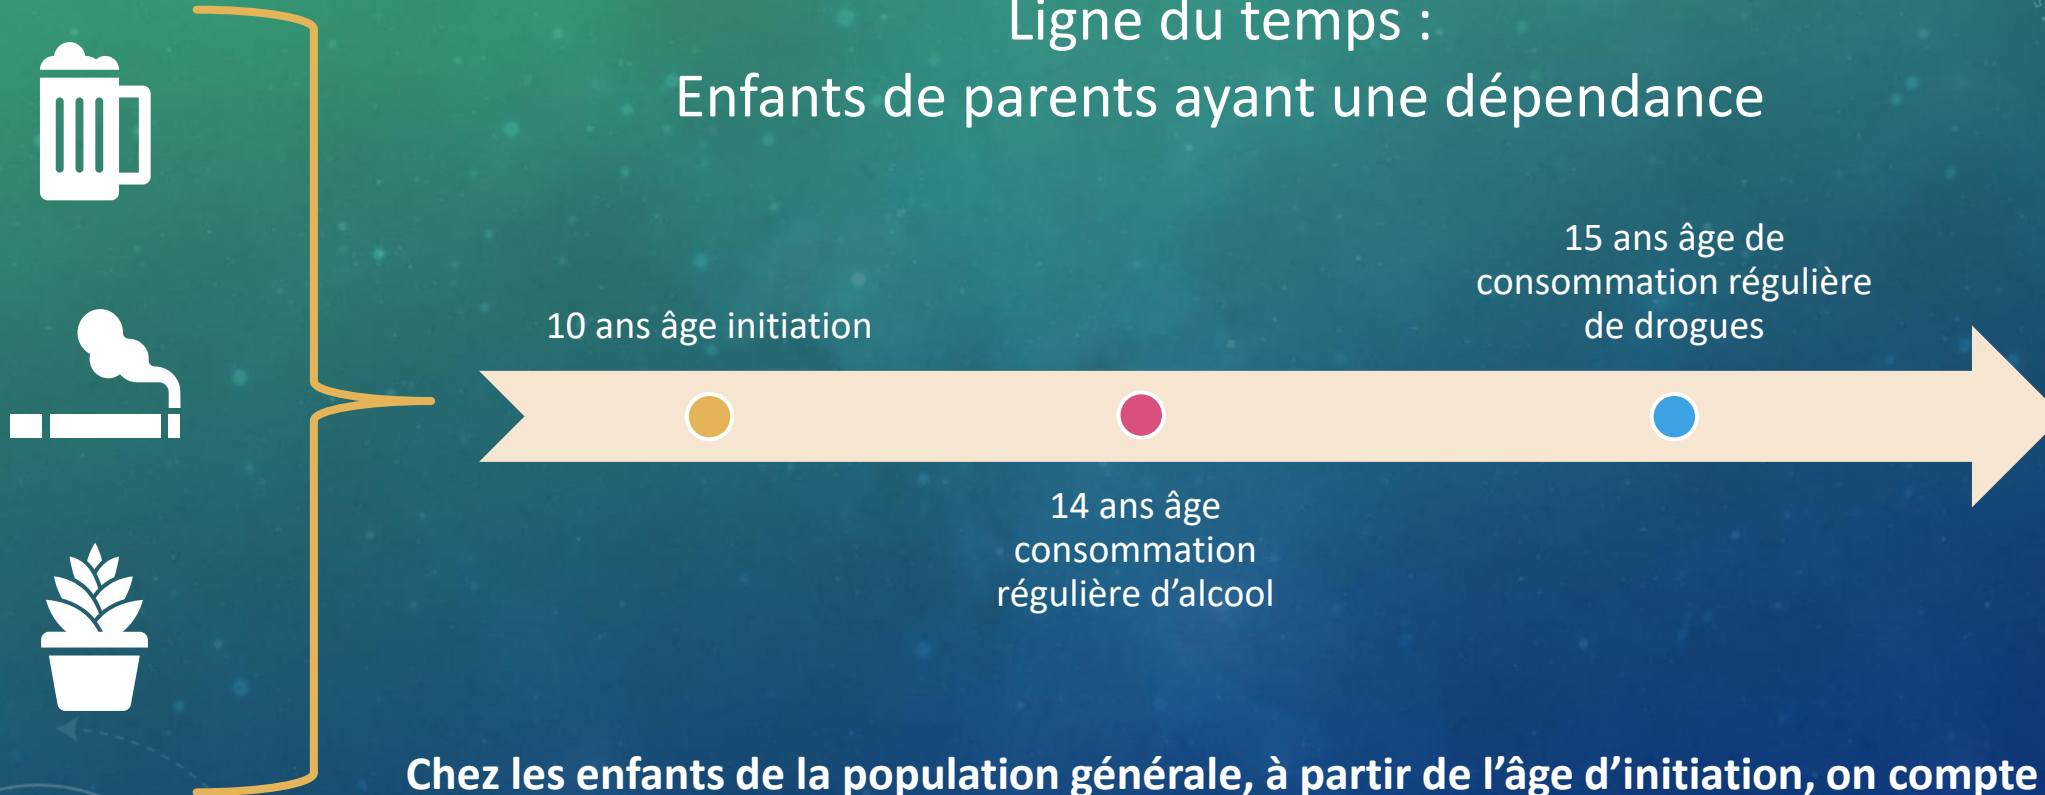 Ligne du temps :
Enfants de parents ayant une dépendance
15 ans âge de
consommation régulière
de drogues
10 ans âge initiation
14 ans âge
consommation
régulière d’alcool
Chez les enfants de la population générale, à partir de l’âge d’initiation, on compte